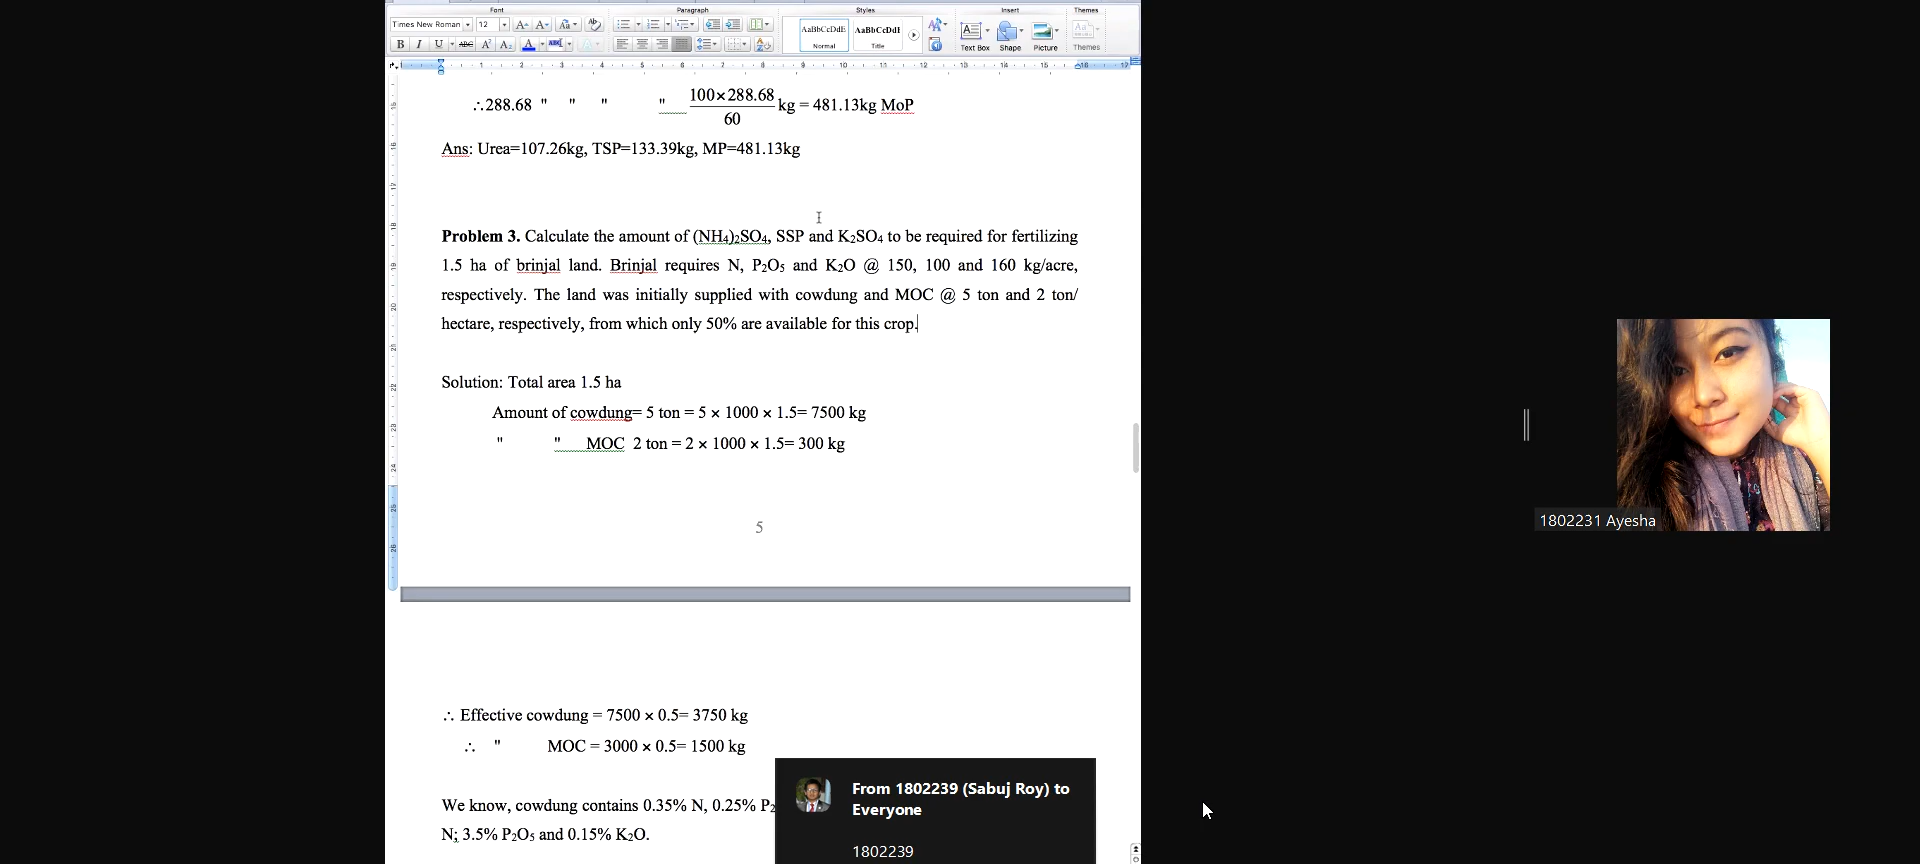 Font
Paragraph
Styles
Insert
Themes
Times New Roman
12
AaBbCcDdE
Normal
AaBbCcDdI
Title
Text Box
Shape
Picture
Themes
∴288.68 " " " " 100×288.68/60 kg = 481.13kg MoP
Ans: Urea=107.26kg, TSP=133.39kg, MP=481.13kg
Problem 3. Calculate the amount of (NH₄)₂SO₄, SSP and K₂SO₄ to be required for fertilizing
1.5 ha of brinjal land. Brinjal requires N, P₂O₅ and K₂O @ 150, 100 and 160 kg/acre,
respectively. The land was initially supplied with cowdung and MOC @ 5 ton and 2 ton/
hectare, respectively, from which only 50% are available for this crop.
Solution: Total area 1.5 ha
Amount of cowdung= 5 ton = 5 × 1000 × 1.5= 7500 kg
" " MOC 2 ton = 2 × 1000 × 1.5= 300 kg
5
∴ Effective cowdung = 7500 × 0.5= 3750 kg
∴ " MOC = 3000 × 0.5= 1500 kg
We know, cowdung contains 0.35% N, 0.25% P₂
N; 3.5% P₂O₅ and 0.15% K₂O.
From 1802239 (Sabuj Roy) to
Everyone
1802239
1802231 Ayesha